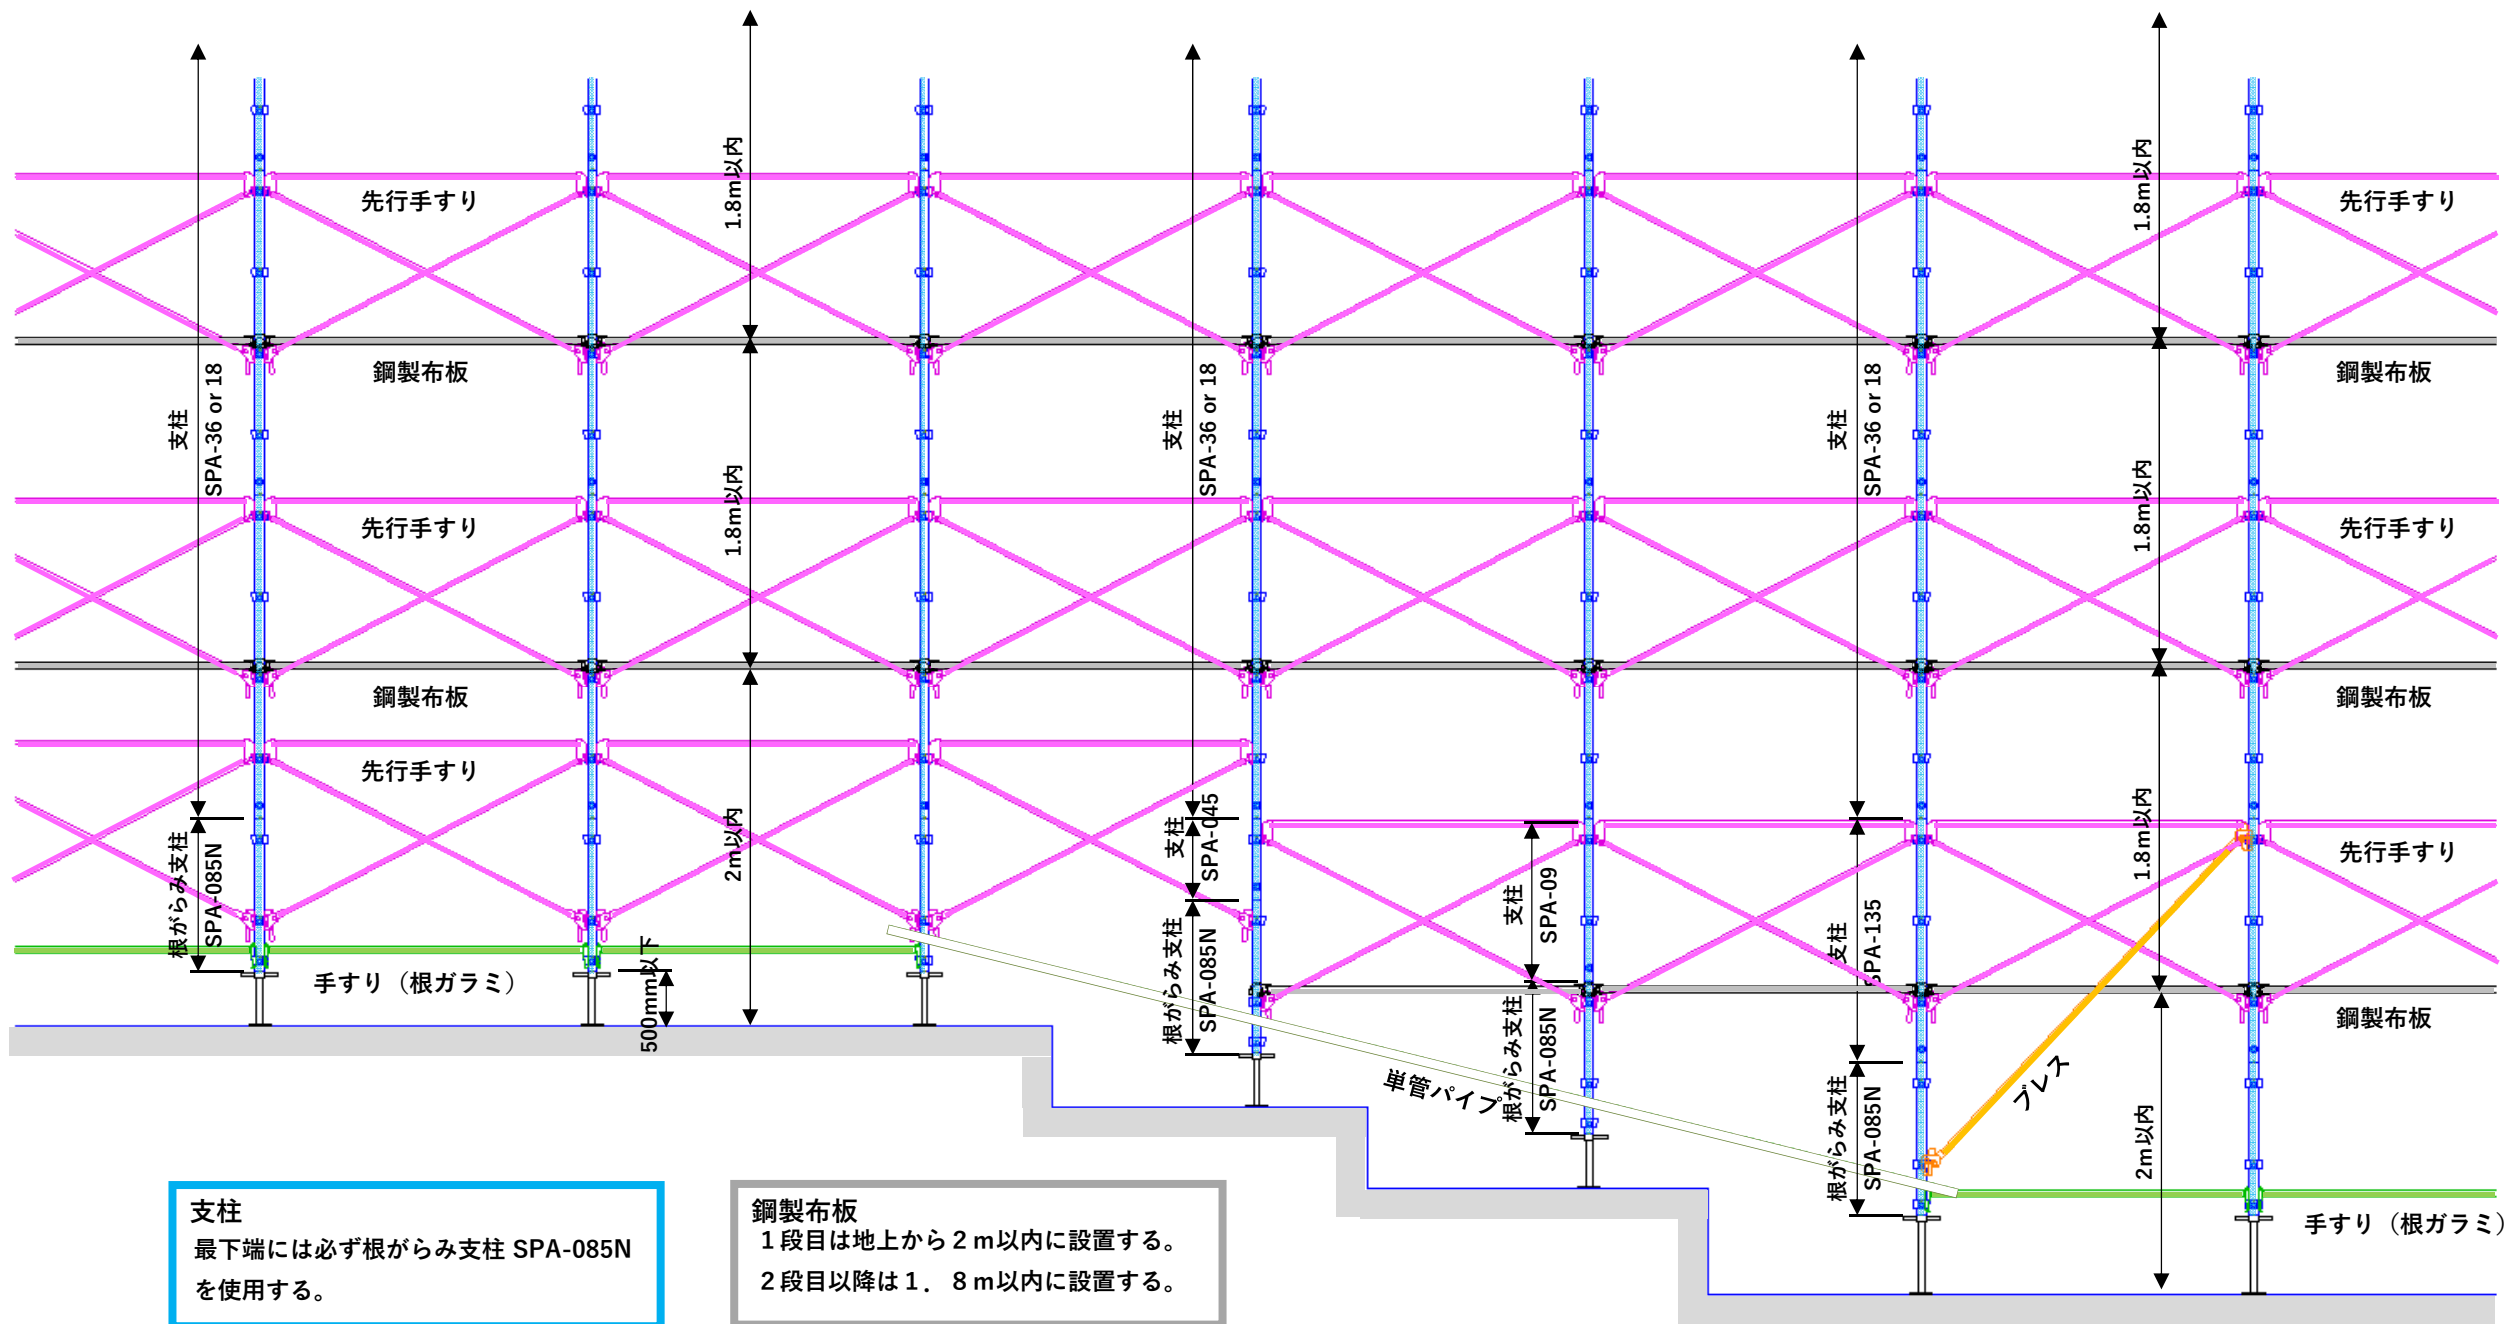 1.8m以内
1.8m以内
先行手すり
先行手すり
鋼製布板
鋼製布板
支柱
SPA-36 or 18
支柱
SPA-36 or 18
支柱
SPA-36 or 18
1.8m以内
1.8m以内
先行手すり
先行手すり
鋼製布板
鋼製布板
先行手すり
先行手すり
2m以内
1.8m以内
根がらみ支柱
SPA-085N
支柱
SPA-045
支柱
SPA-09
支柱
SPA-135
手すり（根ガラミ）
500mm以下
根がらみ支柱
SPA-085N
根がらみ支柱
SPA-085N
根がらみ支柱
SPA-085N
鋼製布板
単管パイプ
ブレス
2m以内
手すり（根ガラミ）
支柱
最下端には必ず根がらみ支柱 SPA-085N
を使用する。
鋼製布板
１段目は地上から２ｍ以内に設置する。
２段目以降は１．８ｍ以内に設置する。